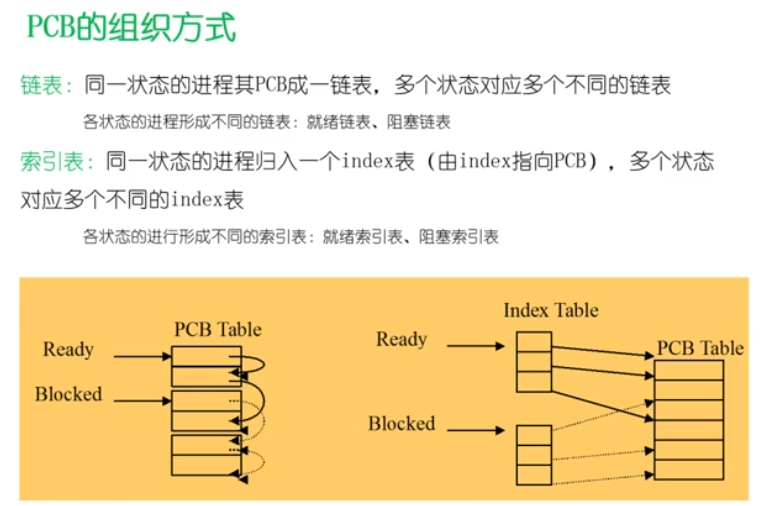 PCB的组织方式
链表：同一状态的进程其PCB成一链表，多个状态对应多个不同的链表
各状态的进程形成不同的链表：就绪链表、阻塞链表
索引表：同一状态的进程归入一个index表（由index指向PCB），多个状态
对应多个不同的index表
各状态的进行形成不同的索引表：就绪索引表、阻塞索引表
PCB Table
Ready
Blocked
Index Table
Ready
PCB Table
Blocked